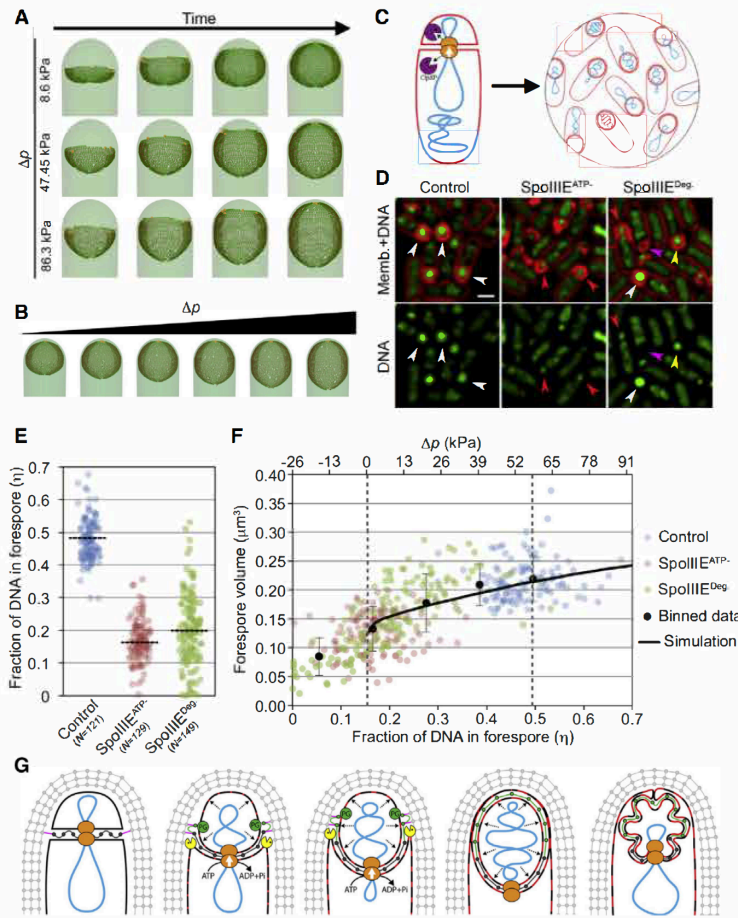 A
Time
Δp
8.6 kPa
47.45 kPa
86.3 kPa
B
Δp
C
D
Control
SpoIIIE^ATP-
SpoIIIE^Deg-
Memb.+DNA
DNA
E
Fraction of DNA in forespore (η)
0.7
0.6
0.5
0.4
0.3
0.2
0.1
0
Control
(N=121)
SpoIIIE^ATP-
(N=129)
SpoIIIE^Deg-
(N=149)
F
Δp (kPa)
-26 -13 0 13 26 39 52 65 78 91
Forespore volume (μm³)
0.40
0.35
0.30
0.25
0.20
0.15
0.10
0.05
0.00
0 0.1 0.2 0.3 0.4 0.5 0.6 0.7
Fraction of DNA in forespore (η)
Control
SpoIIIE^ATP-
SpoIIIE^Deg-
Binned data
Simulation
G
PG PG
ATP ADP+Pi
PG PG
ATP ADP+Pi